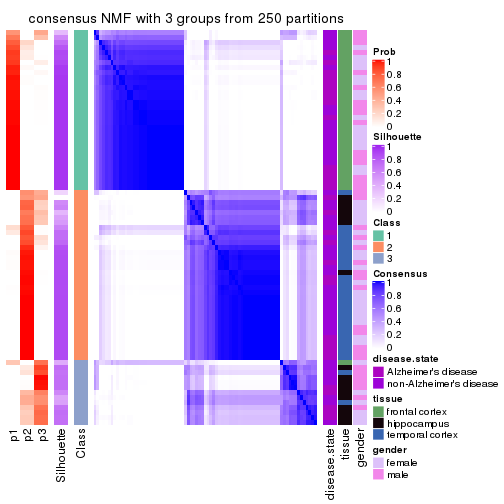 consensus NMF with 3 groups from 250 partitions
Prob
1
0.8
0.6
0.4
0.2
0
Silhouette
1
0.8
0.6
0.4
0.2
0
Class
1
2
3
Consensus
1
0.8
0.6
0.4
0.2
0
disease.state
Alzheimer's disease
non-Alzheimer's disease
tissue
frontal cortex
hippocampus
temporal cortex
gender
female
male
p1
p2
p3
Silhouette
Class
disease.state
tissue
gender